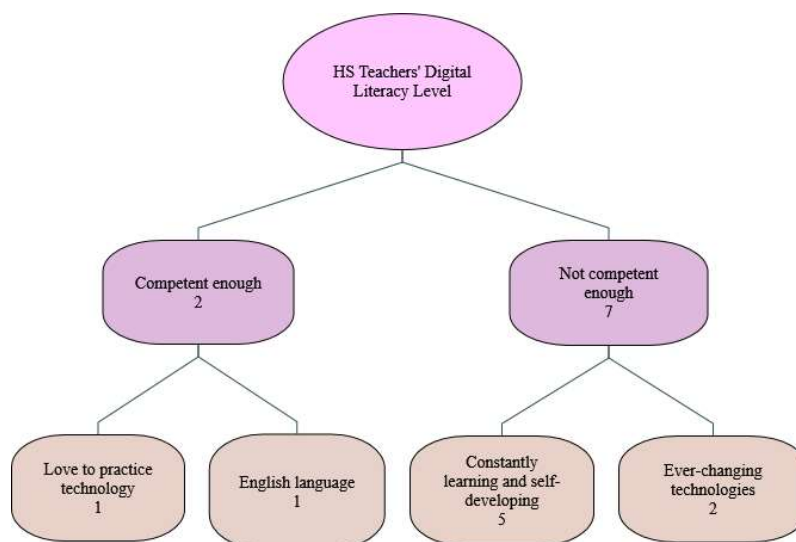 HS Teachers' Digital
Literacy Level
Competent enough
2
Not competent
enough
7
Love to practice
technology
1
English language
1
Constantly
learning and self-
developing
5
Ever-changing
technologies
2